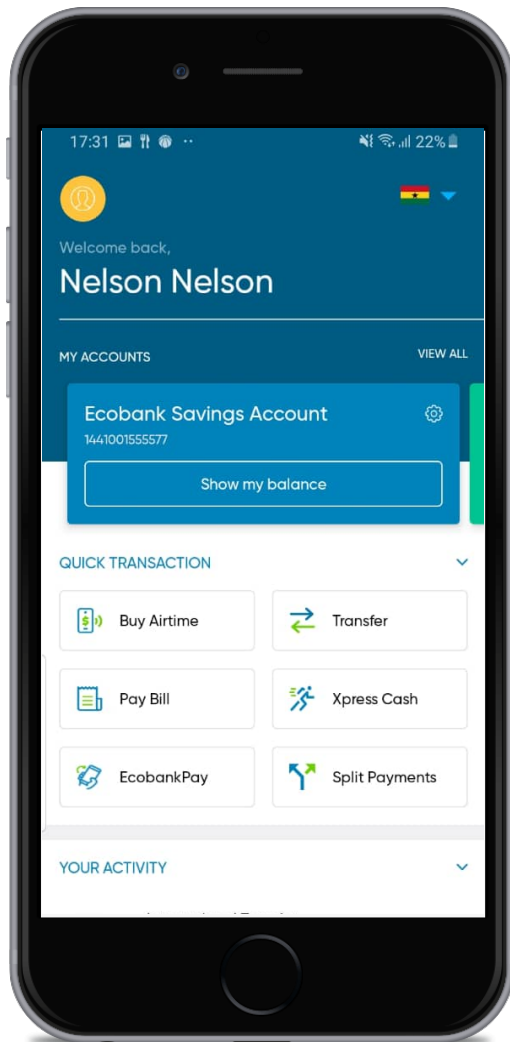 17:31
22%
Welcome back,
Nelson Nelson
MY ACCOUNTS
VIEW ALL
Ecobank Savings Account
1441001555577
Show my balance
QUICK TRANSACTION
Buy Airtime
Transfer
Pay Bill
Xpress Cash
EcobankPay
Split Payments
YOUR ACTIVITY